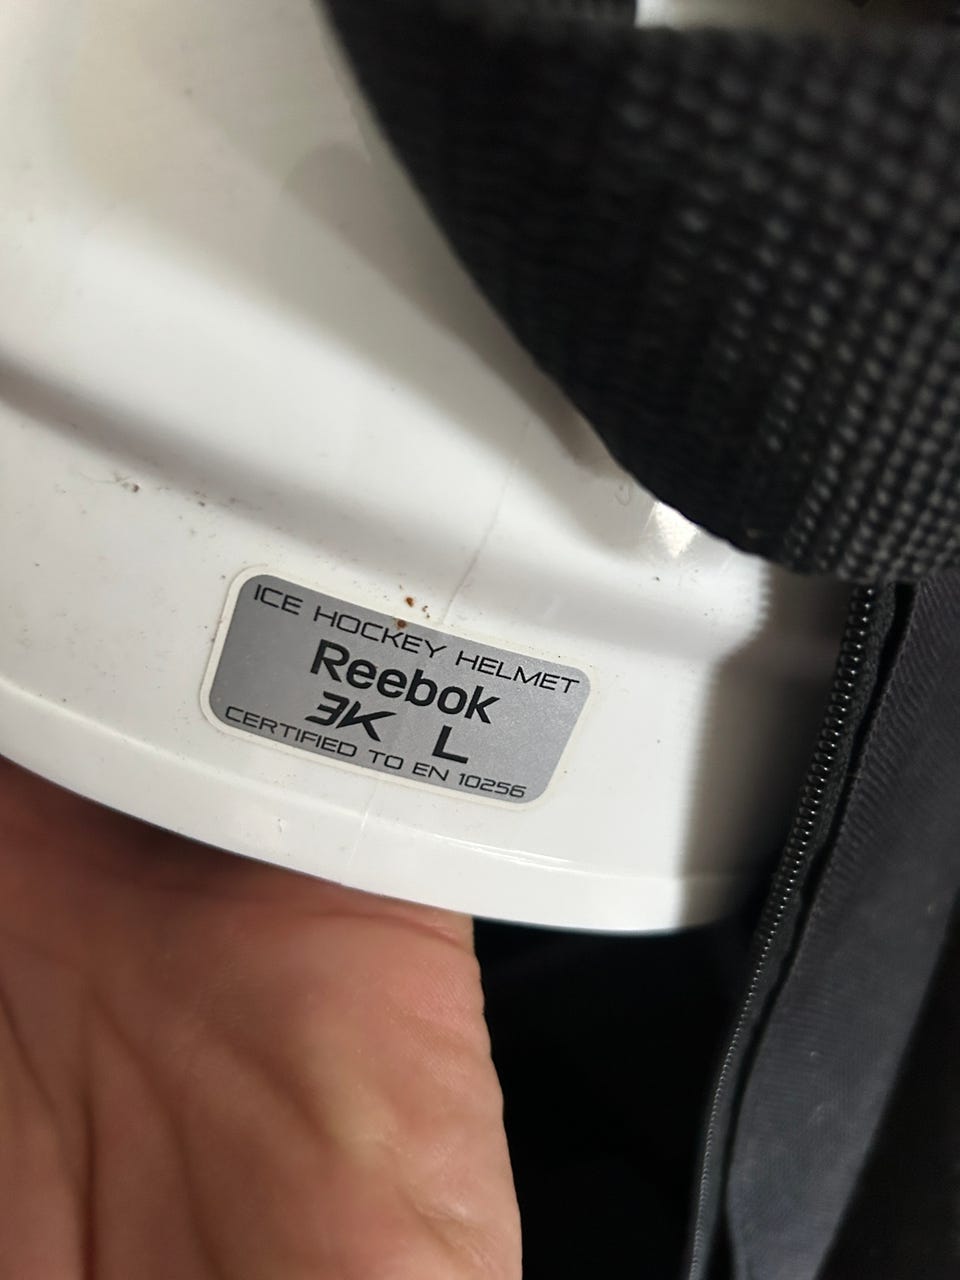 ICE HOCKEY HELMET
Reebok
3K L
CERTIFIED TO EN 10256